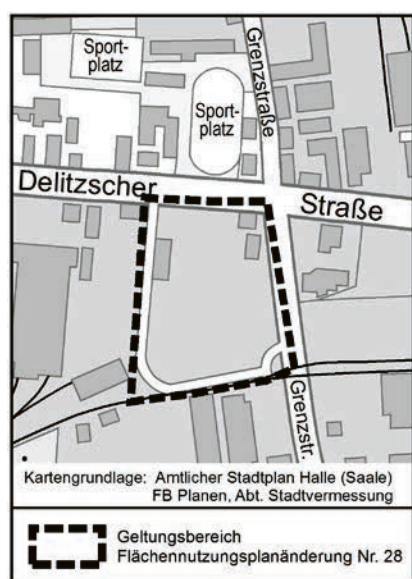 Sport-
platz
Sport-
platz
Grenzstraße
Delitzscher
Straße
Grenzstr.
Kartengrundlage: Amtlicher Stadtplan Halle (Saale)
FB Planen, Abt. Stadtvermessung
Geltungsbereich
Flächennutzungsplanänderung Nr. 28